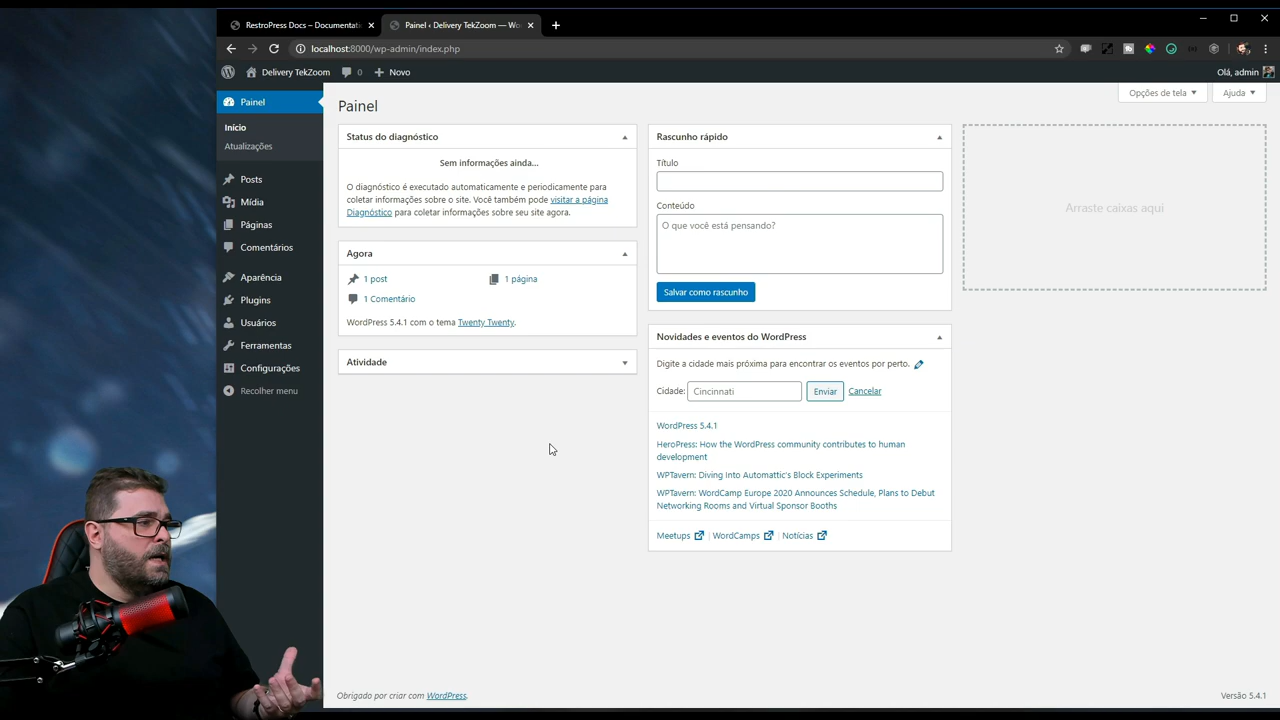 RestroPress Docs – Documentati
Painel ‹ Delivery TekZoom — Wo
localhost:8000/wp-admin/index.php
Delivery TekZoom
0
Novo
Olá, admin
Painel
Início
Atualizações
Posts
Mídia
Páginas
Comentários
Aparência
Plugins
Usuários
Ferramentas
Configurações
Recolher menu
Painel
Opções de tela
Ajuda
Status do diagnóstico
Sem informações ainda...
O diagnóstico é executado automaticamente e periodicamente para
coletar informações sobre o site. Você também pode visitar a página
Diagnóstico para coletar informações sobre seu site agora.
Agora
1 post
1 página
1 Comentário
WordPress 5.4.1 com o tema Twenty Twenty.
Atividade
Rascunho rápido
Título
Conteúdo
O que você está pensando?
Salvar como rascunho
Novidades e eventos do WordPress
Digite a cidade mais próxima para encontrar os eventos por perto.
Cidade: Cincinnati Enviar Cancelar
WordPress 5.4.1
HeroPress: How the WordPress community contributes to human
development
WPTavern: Diving Into Automattic's Block Experiments
WPTavern: WordCamp Europe 2020 Announces Schedule, Plans to Debut
Networking Rooms and Virtual Sponsor Booths
Meetups | WordCamps | Notícias
Arraste caixas aqui
Obrigado por criar com WordPress.
Versão 5.4.1